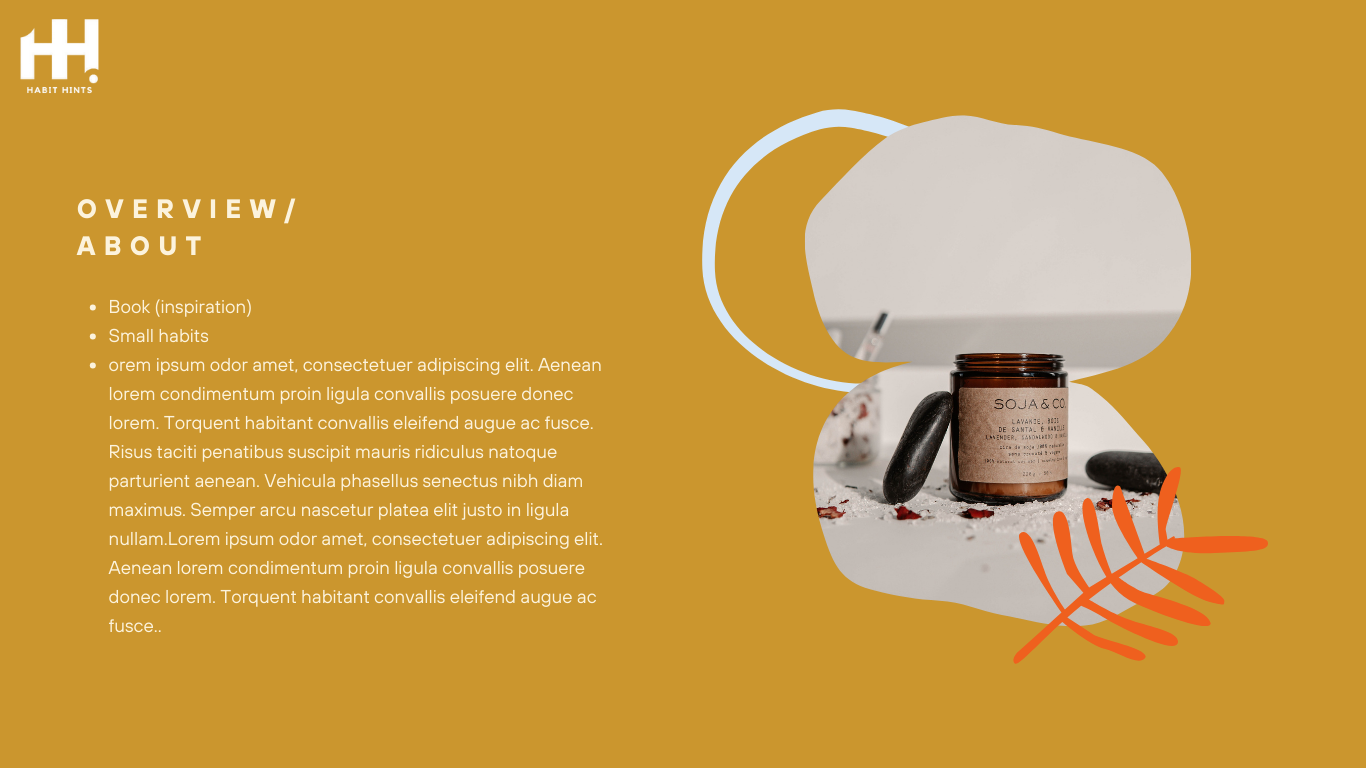 HABIT HINTS
OVERVIEW/
ABOUT
• Book (inspiration)
• Small habits
• orem ipsum odor amet, consectetuer adipiscing elit. Aenean
lorem condimentum proin ligula convallis posuere donec
lorem. Torquent habitant convallis eleifend augue ac fusce.
Risus taciti penatibus suscipit mauris ridiculus natoque
parturient aenean. Vehicula phasellus senectus nibh diam
maximus. Semper arcu nascetur platea elit justo in ligula
nullam.Lorem ipsum odor amet, consectetuer adipiscing elit.
Aenean lorem condimentum proin ligula convallis posuere
donec lorem. Torquent habitant convallis eleifend augue ac
fusce..
SOJA & CO.
LAVANDE, BOIS
DE SANTAL & VANILLE
LAVENDER, SANDALWOOD &